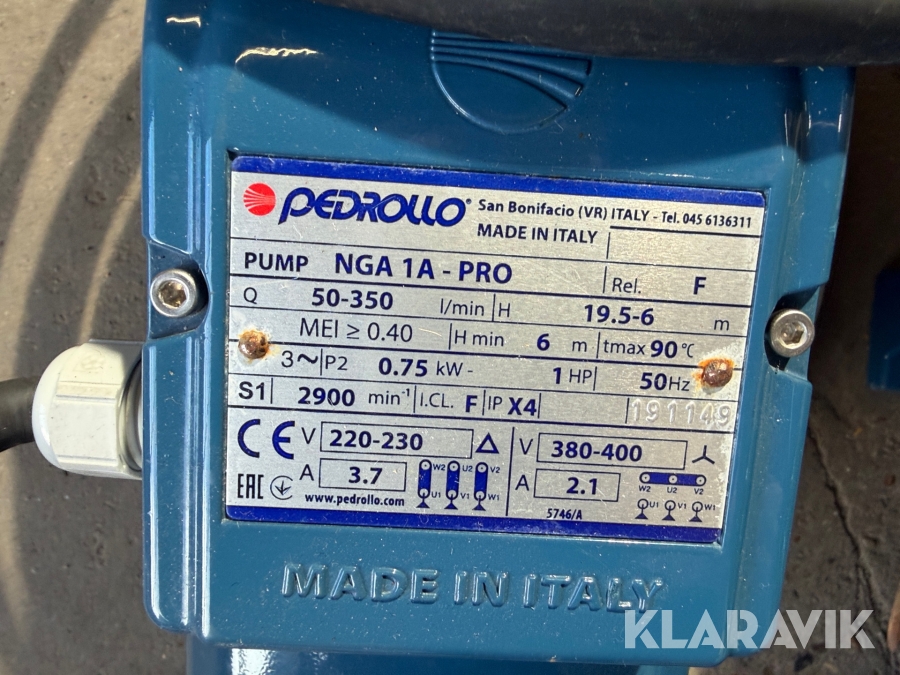 PEDROLLO® San Bonifacio (VR) ITALY - Tel. 045 6136311
MADE IN ITALY
PUMP NGA 1A - PRO Rel. F
Q 50-350 l/min H 19.5-6 m
MEI ≥ 0.40 H min 6 m tmax 90 °C
3~ P2 0.75 kW - 1 HP 50Hz
S1 2900 min⁻¹ I.CL. F IP X4 191149
CE V 220-230 △ V 380-400
EAC A 3.7 W2 U2 V2 A 2.1 W2 U2 V2
U1 V1 W1 U1 V1 W1
www.pedrollo.com 5746/A
MADE IN ITALY
KLARAVIK